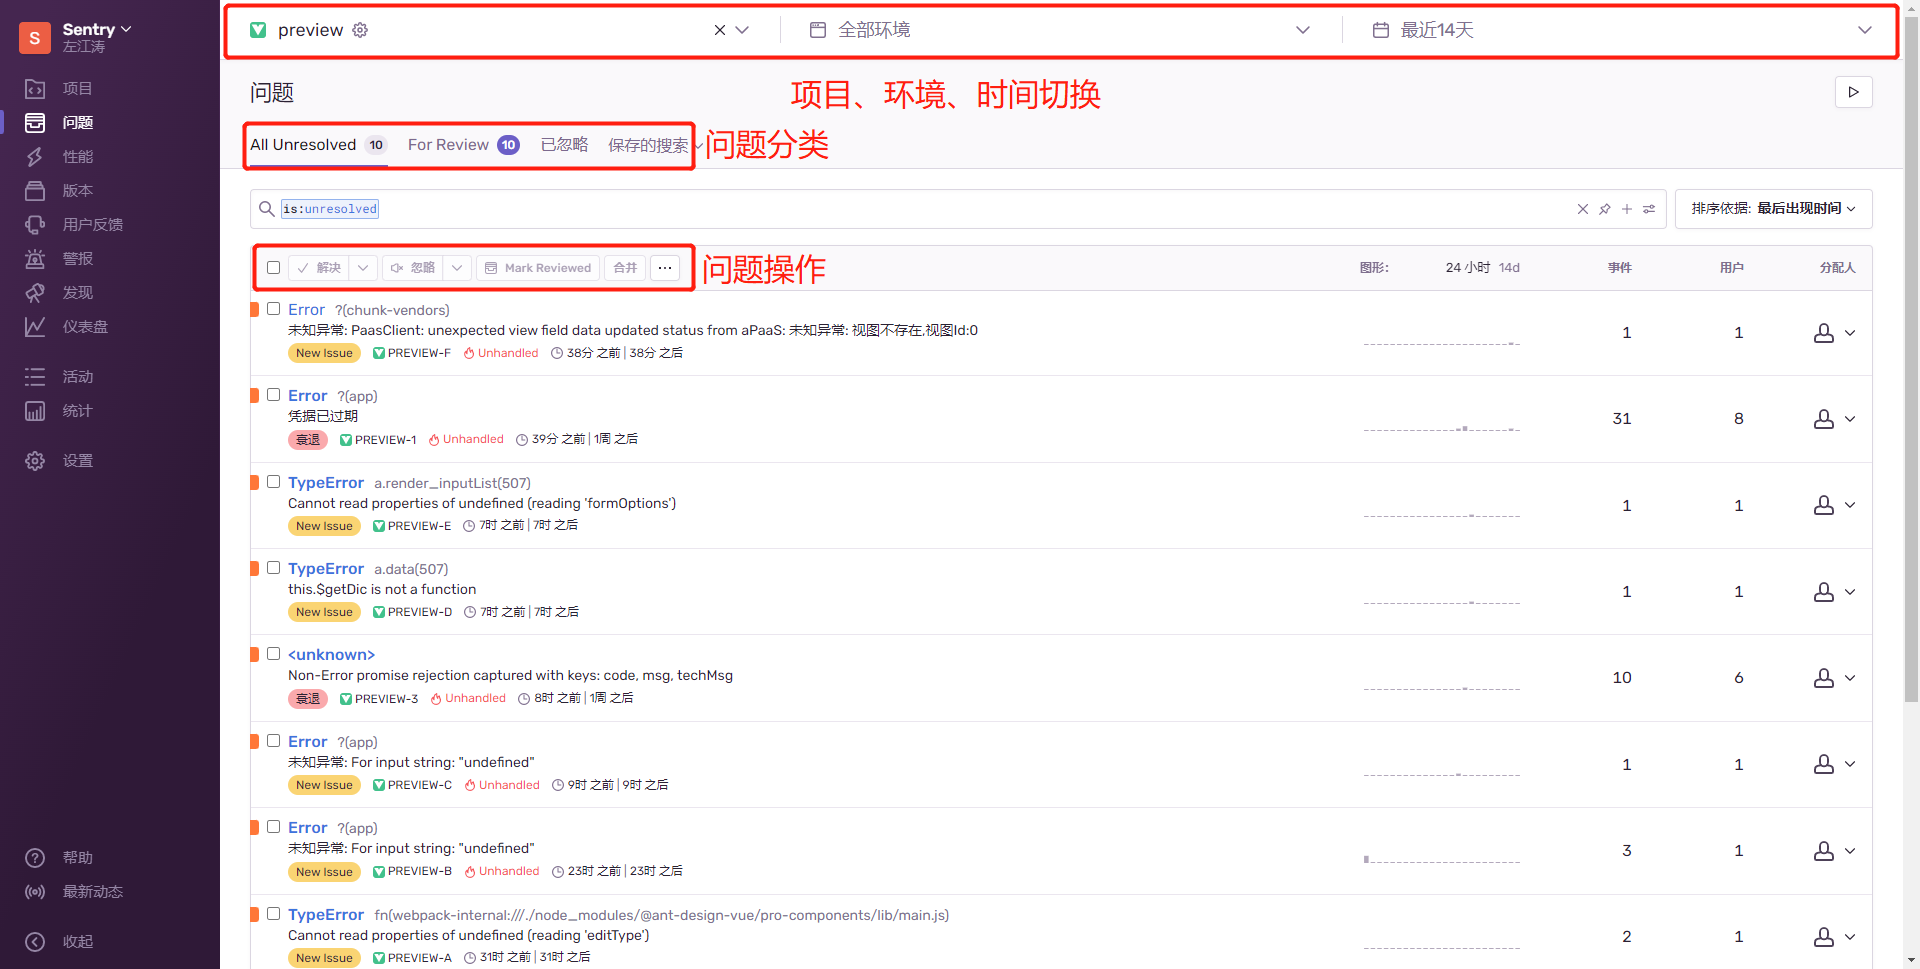 S
Sentry
左江涛
项目
问题
性能
版本
用户反馈
警报
发现
仪表盘
活动
统计
设置
帮助
最新动态
收起
preview
全部环境
最近14天
项目、环境、时间切换
问题
All Unresolved 10 For Review 10 已忽略 保存的搜索
问题分类
is:unresolved
排序依据: 最后出现时间
解决 忽略 Mark Reviewed 合并 ···
问题操作
图形: 24 小时 14d 事件 用户 分配人
Error ?(chunk-vendors)
未知异常: PaasClient: unexpected view field data updated status from aPaaS: 未知异常: 视图不存在,视图Id:0
New Issue PREVIEW-F Unhandled 38分 之前 | 38分 之后
1 1
Error ?(app)
凭据已过期
衰退 PREVIEW-1 Unhandled 39分 之前 | 1周 之后
31 8
TypeError a.render_inputList(507)
Cannot read properties of undefined (reading 'formOptions')
New Issue PREVIEW-E 7时 之前 | 7时 之后
1 1
TypeError a.data(507)
this.$getDic is not a function
New Issue PREVIEW-D 7时 之前 | 7时 之后
1 1
<unknown>
Non-Error promise rejection captured with keys: code, msg, techMsg
衰退 PREVIEW-3 Unhandled 8时 之前 | 1周 之后
10 6
Error ?(app)
未知异常: For input string: "undefined"
New Issue PREVIEW-C Unhandled 9时 之前 | 9时 之后
1 1
Error ?(app)
未知异常: For input string: "undefined"
New Issue PREVIEW-B Unhandled 23时 之前 | 23时 之后
3 1
TypeError fn(webpack-internal:///./node_modules/@ant-design-vue/pro-components/lib/main.js)
Cannot read properties of undefined (reading 'editType')
New Issue PREVIEW-A 31时 之前 | 31时 之后
2 1